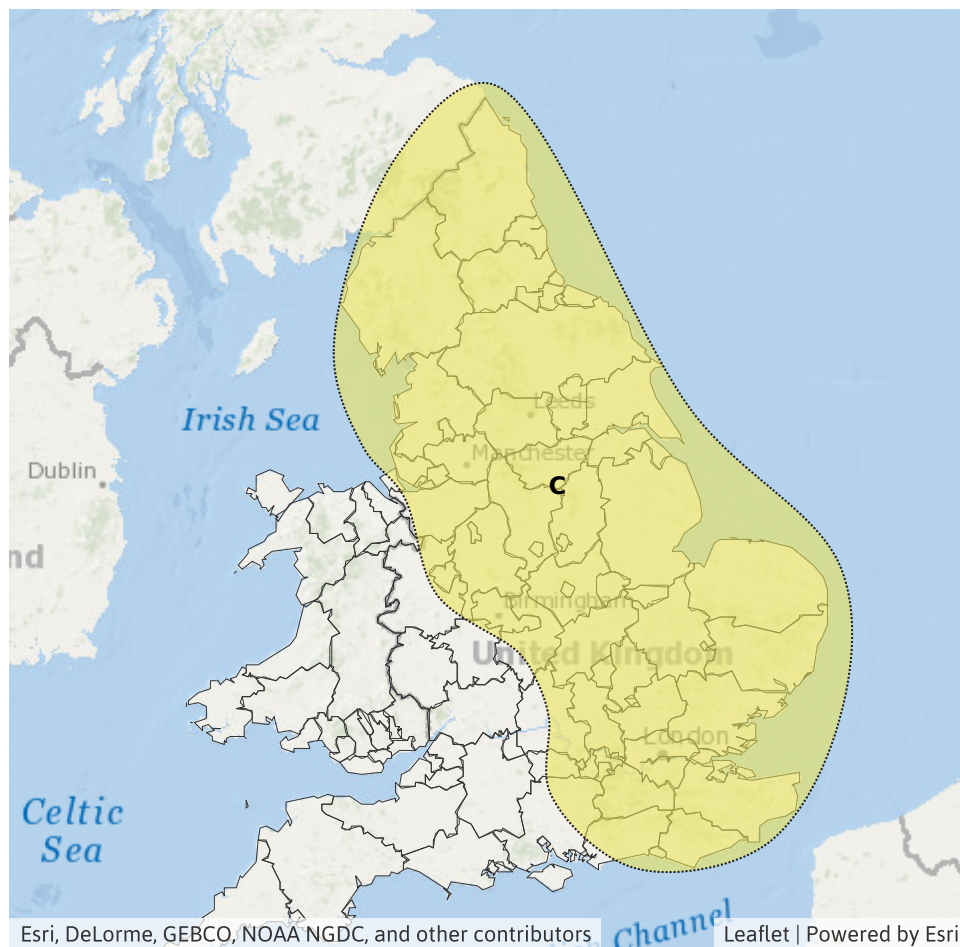 Leeds
Irish Sea
Manchester
Dublin
C
nd
Birmingham
United Kingdom
London
Celtic
Sea
Channel
Esri, DeLorme, GEBCO, NOAA NGDC, and other contributors
Leaflet | Powered by Esri